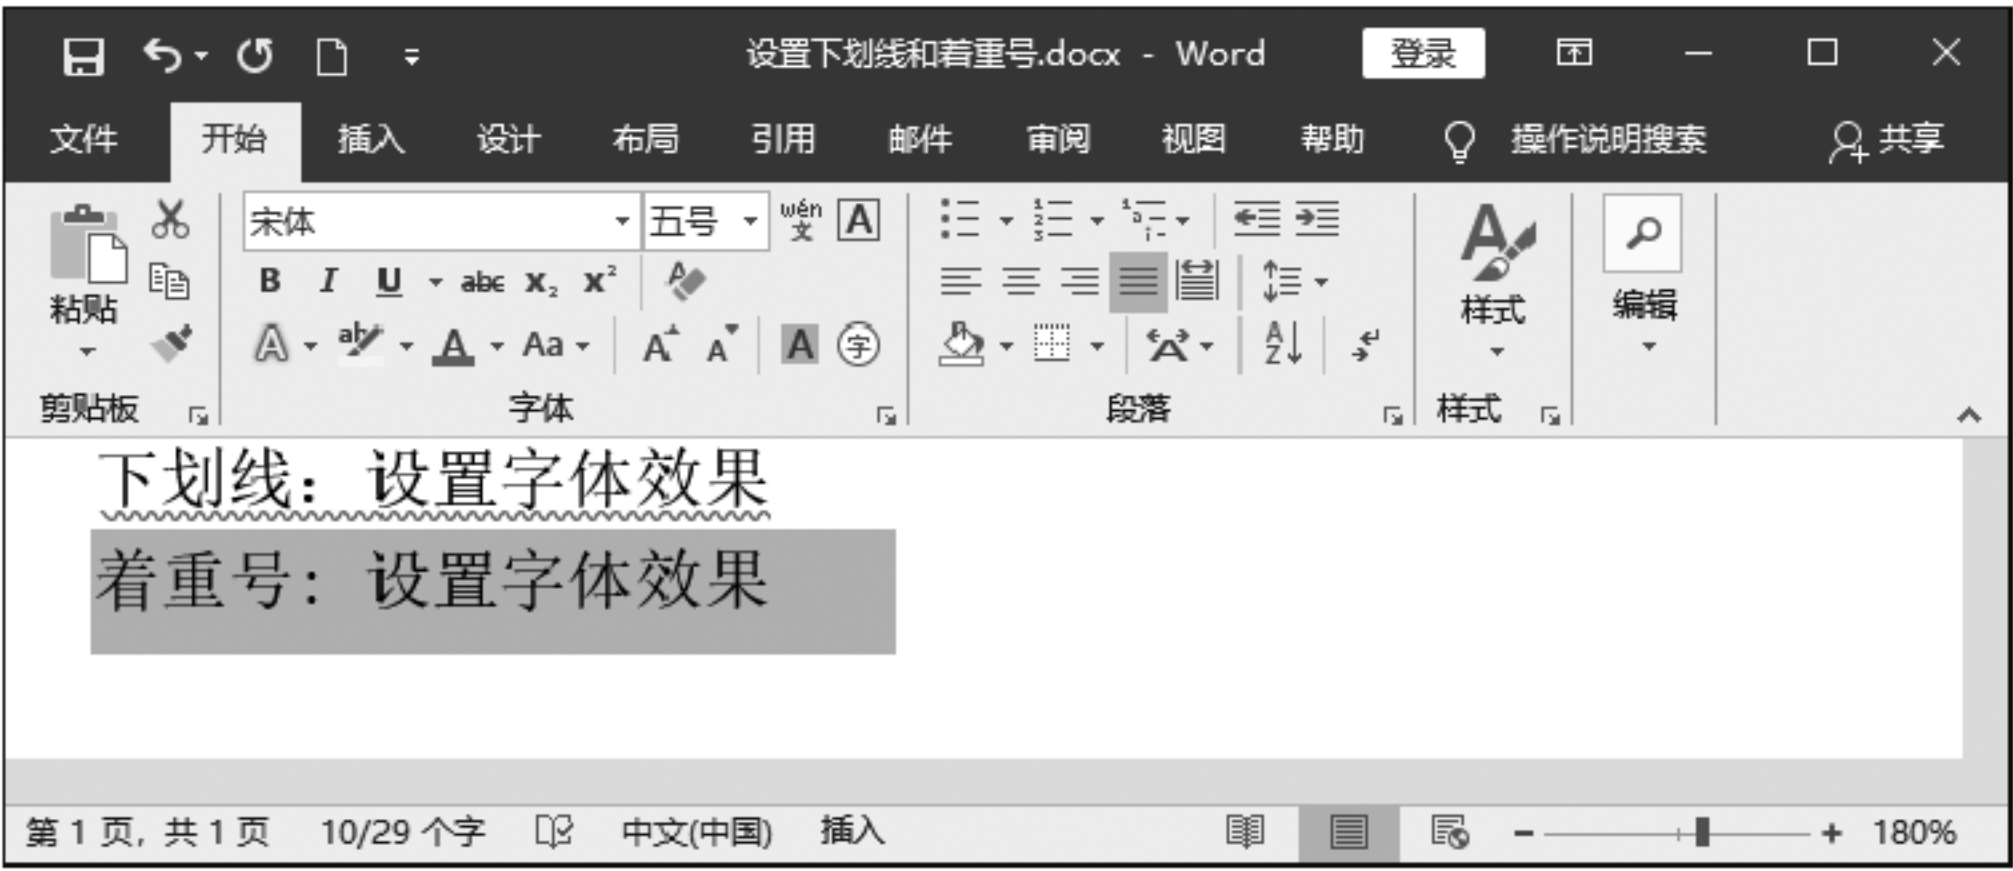 设置下划线和着重号.docx - Word 登录
文件 开始 插入 设计 布局 引用 邮件 审阅 视图 帮助 操作说明搜索 共享
宋体 五号 wén 文 A
B I U abc x₂ x² A
粘贴 样式 编辑
A ab A Aa A A A 字 A A Z
剪贴板 字体 段落 样式
下划线：设置字体效果
着重号：设置字体效果
第 1 页，共 1 页 10/29 个字 中文(中国) 插入 180%